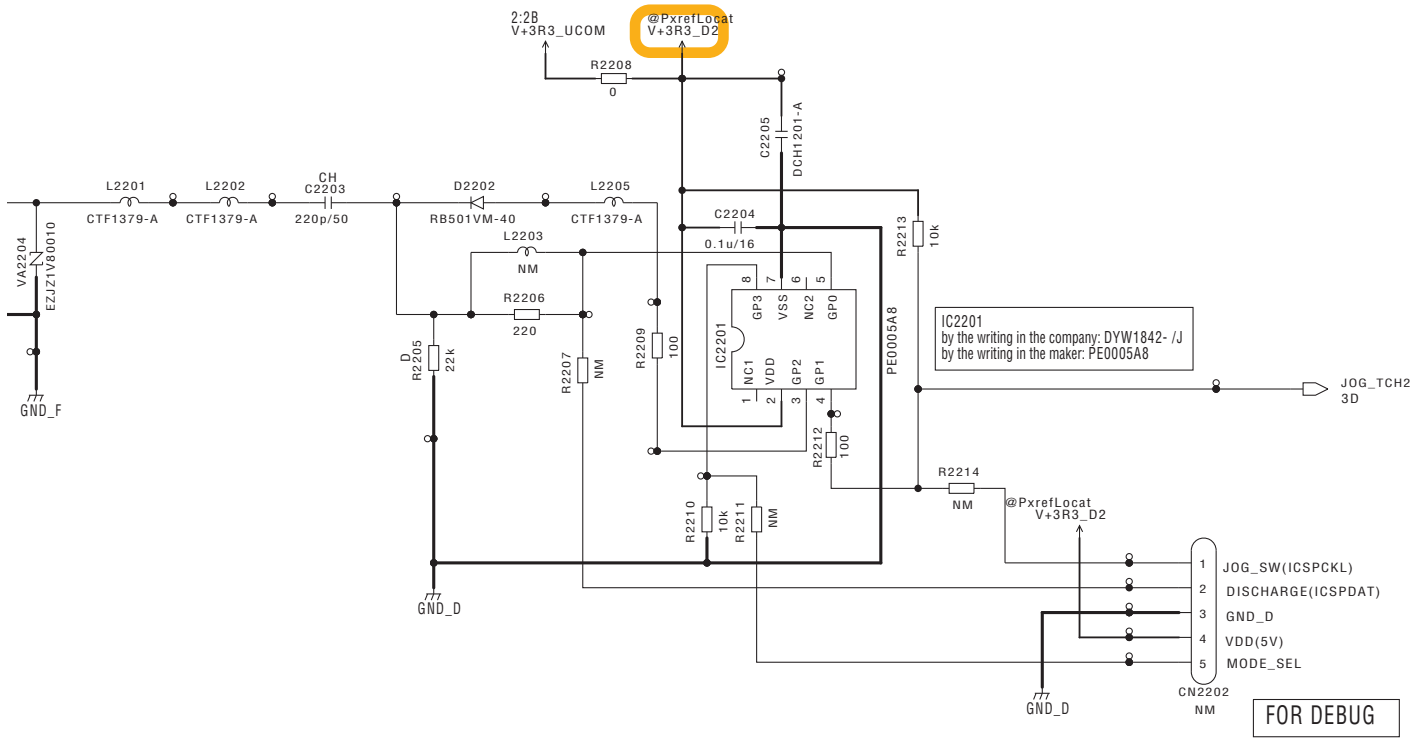 2:2B
V+3R3_UCOM
@PxrefLocat
V+3R3_D2
R2208
0
C2205
DCH1201-A
L2201
CTF1379-A
L2202
CTF1379-A
CH
C2203
220p/50
D2202
RB501VM-40
L2205
CTF1379-A
VA2204
EZJZ1V80010
GND_F
L2203
NM
R2206
220
D
R2205
22k
R2207
NM
R2209
100
C2204
0.1u/16
R2213
10k
8
7
6
5
GP3
VSS
NC2
GP0
IC2201
PE0005A8
NC1
VDD
GP2
GP1
1
2
3
4
R2212
100
R2210
10k
R2211
NM
GND_D
IC2201
by the writing in the company: DYW1842- /J
by the writing in the maker: PE0005A8
JOG_TCH2
3D
R2214
NM
@PxrefLocat
V+3R3_D2
1 JOG_SW(ICSPCKL)
2 DISCHARGE(ICSPDAT)
3 GND_D
4 VDD(5V)
5 MODE_SEL
CN2202
NM
GND_D
FOR DEBUG